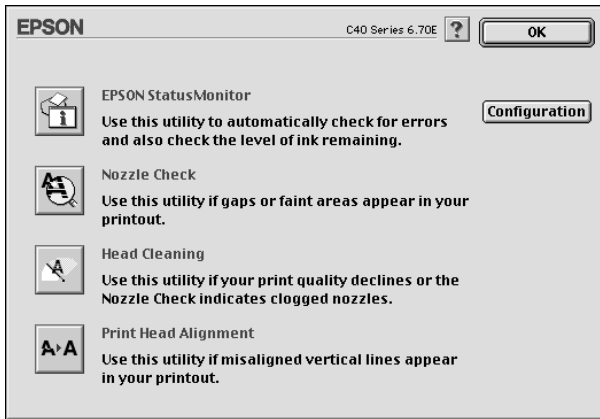 EPSON
C40 Series 6.70E
?
OK
EPSON StatusMonitor
Use this utility to automatically check for errors
and also check the level of ink remaining.
Configuration
Nozzle Check
Use this utility if gaps or faint areas appear in your
printout.
Head Cleaning
Use this utility if your print quality declines or the
Nozzle Check indicates clogged nozzles.
A A
Print Head Alignment
Use this utility if misaligned vertical lines appear
in your printout.